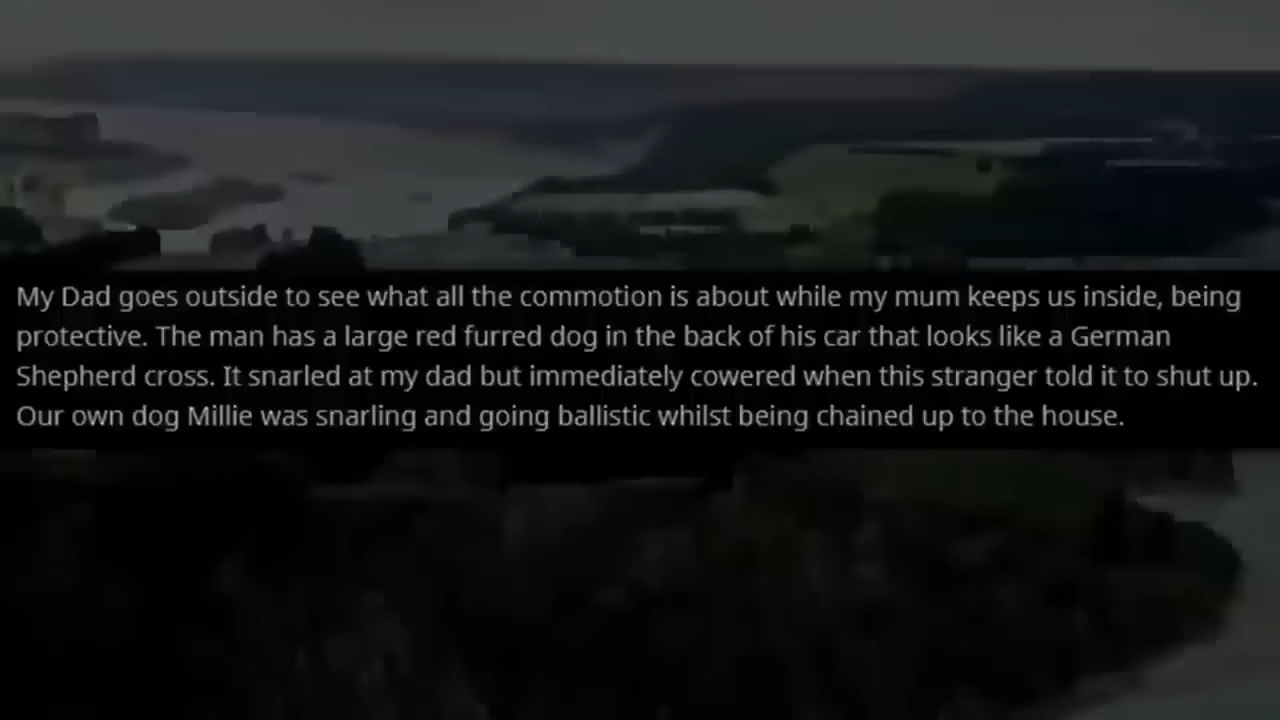 My Dad goes outside to see what all the commotion is about while my mum keeps us inside, being
protective. The man has a large red furred dog in the back of his car that looks like a German
Shepherd cross. It snarled at my dad but immediately cowered when this stranger told it to shut up.
Our own dog Millie was snarling and going ballistic whilst being chained up to the house.